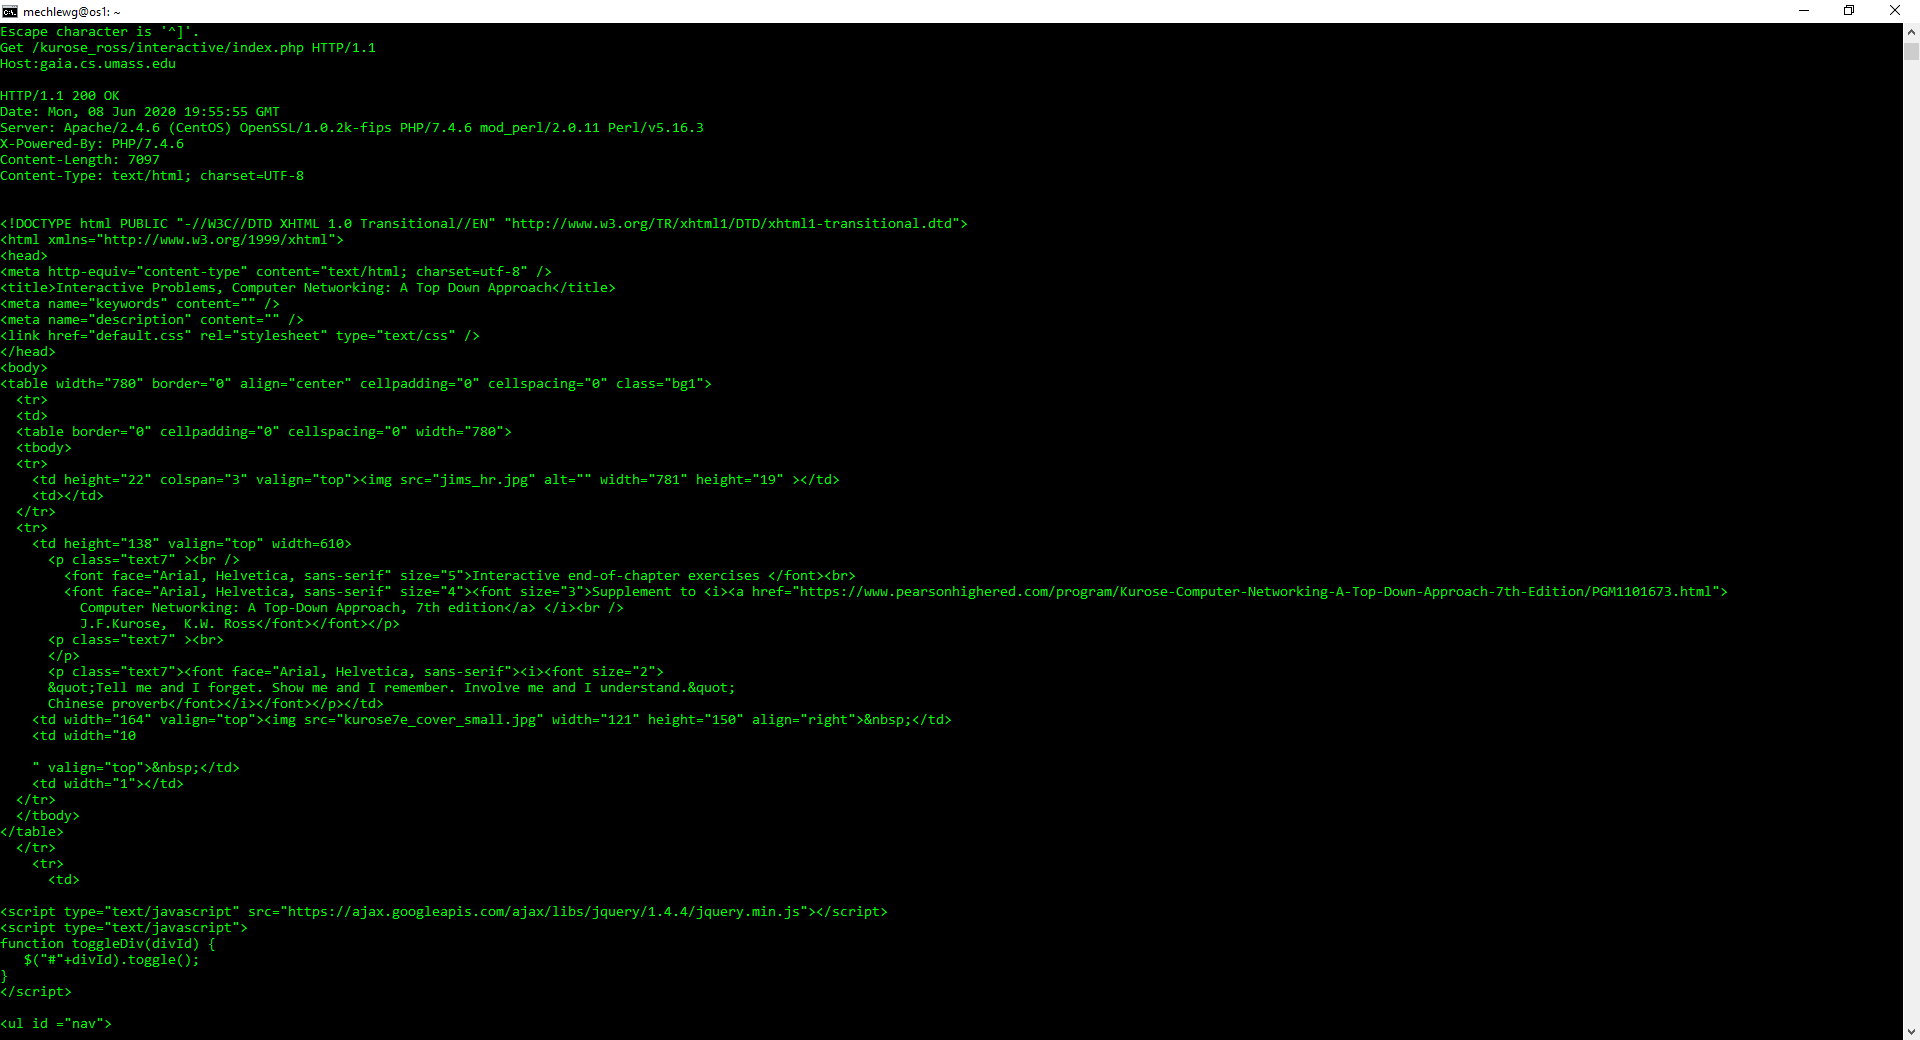 mechlewg@os1: ~
Escape character is '^]'.
Get /kurose_ross/interactive/index.php HTTP/1.1
Host:gaia.cs.umass.edu

HTTP/1.1 200 OK
Date: Mon, 08 Jun 2020 19:55:55 GMT
Server: Apache/2.4.6 (CentOS) OpenSSL/1.0.2k-fips PHP/7.4.6 mod_perl/2.0.11 Perl/v5.16.3
X-Powered-By: PHP/7.4.6
Content-Length: 7097
Content-Type: text/html; charset=UTF-8


<!DOCTYPE html PUBLIC "-//W3C//DTD XHTML 1.0 Transitional//EN" "http://www.w3.org/TR/xhtml1/DTD/xhtml1-transitional.dtd">
<html xmlns="http://www.w3.org/1999/xhtml">
<head>
<meta http-equiv="content-type" content="text/html; charset=utf-8" />
<title>Interactive Problems, Computer Networking: A Top Down Approach</title>
<meta name="keywords" content="" />
<meta name="description" content="" />
<link href="default.css" rel="stylesheet" type="text/css" />
</head>
<body>
<table width="780" border="0" align="center" cellpadding="0" cellspacing="0" class="bg1">
  <tr>
  <td>
  <table border="0" cellpadding="0" cellspacing="0" width="780">
  <tbody>
  <tr>
    <td height="22" colspan="3" valign="top"><img src="jims_hr.jpg" alt="" width="781" height="19" ></td>
    <td></td>
  </tr>
  <tr>
    <td height="138" valign="top" width=610>
      <p class="text7" ><br />
        <font face="Arial, Helvetica, sans-serif" size="5">Interactive end-of-chapter exercises </font><br>
        <font face="Arial, Helvetica, sans-serif" size="4"><font size="3">Supplement to <i><a href="https://www.pearsonhighered.com/program/Kurose-Computer-Networking-A-Top-Down-Approach-7th-Edition/PGM1101673.html">
          Computer Networking: A Top-Down Approach, 7th edition</a> </i><br />
          J.F.Kurose,  K.W. Ross</font></font></p>
      <p class="text7" ><br>
      </p>
      <p class="text7"><font face="Arial, Helvetica, sans-serif"><i><font size="2">
      &quot;Tell me and I forget. Show me and I remember. Involve me and I understand.&quot;
      Chinese proverb</font></i></font></p></td>
    <td width="164" valign="top"><img src="kurose7e_cover_small.jpg" width="121" height="150" align="right">&nbsp;</td>
    <td width="10

    " valign="top">&nbsp;</td>
    <td width="1"></td>
  </tr>
  </tbody>
</table>
  </tr>
    <tr>
      <td>

<script type="text/javascript" src="https://ajax.googleapis.com/ajax/libs/jquery/1.4.4/jquery.min.js"></script>
<script type="text/javascript">
function toggleDiv(divId) {
   $("#"+divId).toggle();
}
</script>

<ul id ="nav">